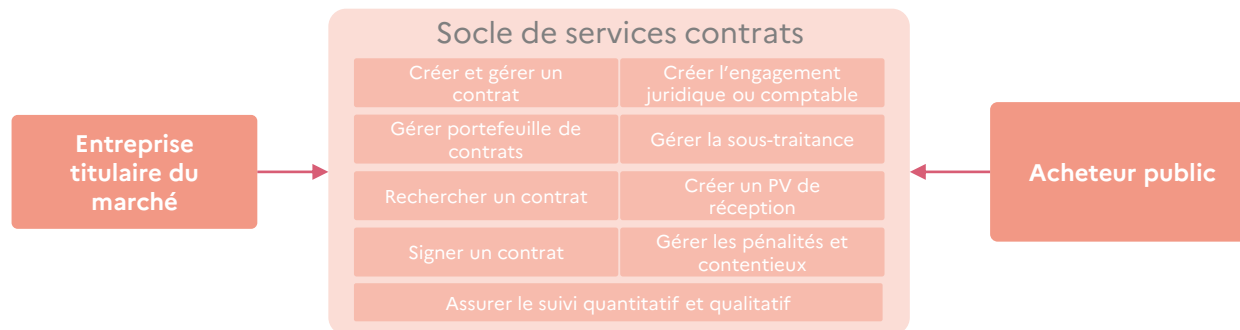 Socle de services contrats
Créer et gérer un
contrat
Créer l'engagement
juridique ou comptable
Gérer portefeuille de
contrats
Gérer la sous-traitance
Rechercher un contrat
Créer un PV de
réception
Signer un contrat
Gérer les pénalités et
contentieux
Assurer le suivi quantitatif et qualitatif
Entreprise
titulaire du
marché
Acheteur public